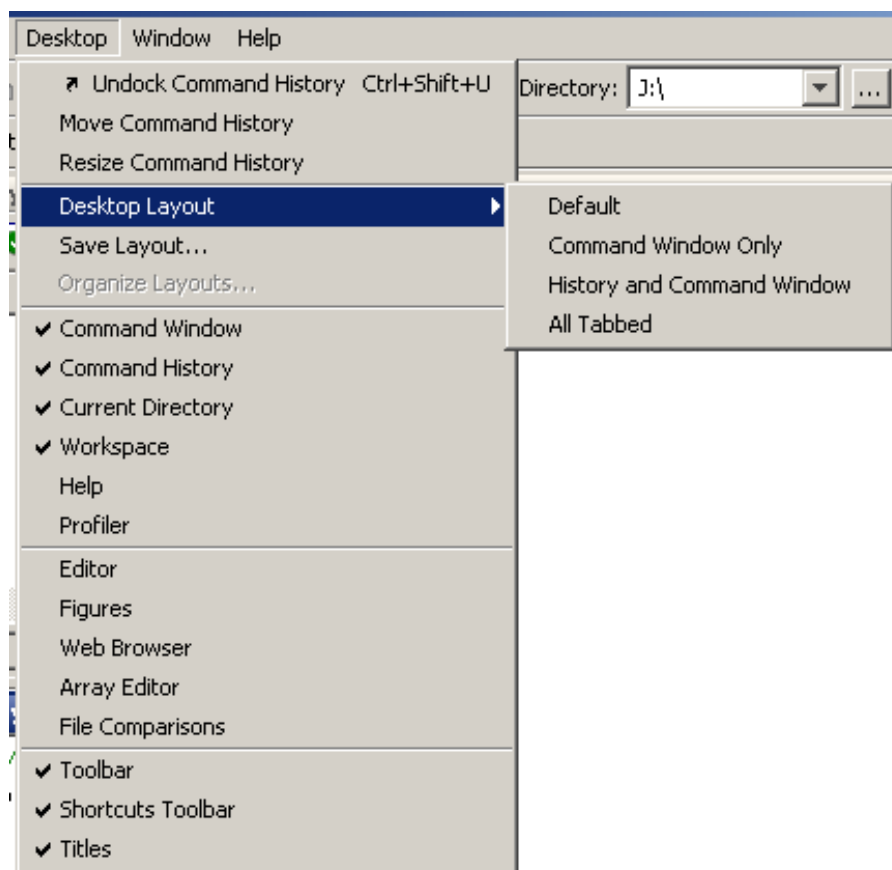 Desktop Window Help
Undock Command History Ctrl+Shift+U
Directory: J:\ ...
Move Command History
Resize Command History
Desktop Layout
Default
Save Layout...
Command Window Only
Organize Layouts...
History and Command Window
All Tabbed
Command Window
Command History
Current Directory
Workspace
Help
Profiler
Editor
Figures
Web Browser
Array Editor
File Comparisons
Toolbar
Shortcuts Toolbar
Titles